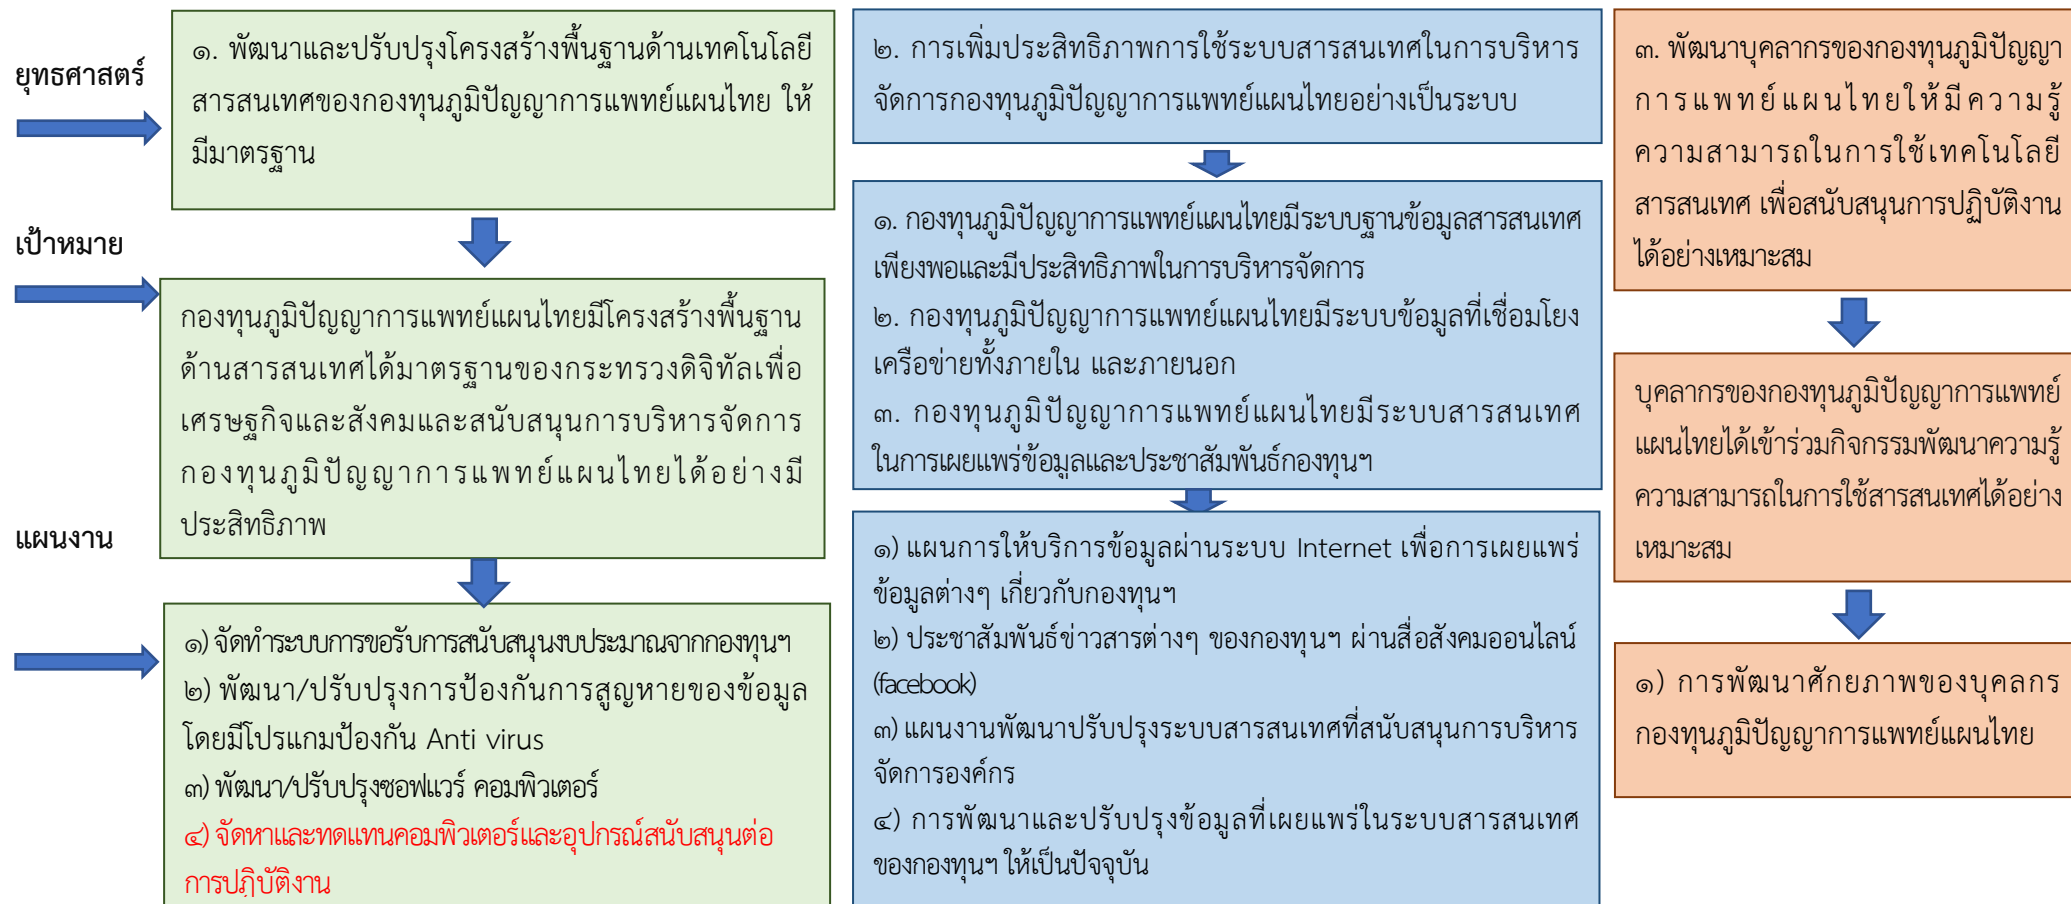 ยุทธศาสตร์
๑. พัฒนาและปรับปรุงโครงสร้างพื้นฐานด้านเทคโนโลยี
สารสนเทศของกองทุนภูมิปัญญาการแพทย์แผนไทย ให้
มีมาตรฐาน
๒. การเพิ่มประสิทธิภาพการใช้ระบบสารสนเทศในการบริหาร
จัดการกองทุนภูมิปัญญาการแพทย์แผนไทยอย่างเป็นระบบ
๓. พัฒนาบุคลากรของกองทุนภูมิปัญญา
การแพทย์แผนไทยให้มีความรู้
ความสามารถในการใช้เทคโนโลยี
สารสนเทศ เพื่อสนับสนุนการปฏิบัติงาน
ได้อย่างเหมาะสม
เป้าหมาย
กองทุนภูมิปัญญาการแพทย์แผนไทยมีโครงสร้างพื้นฐาน
ด้านสารสนเทศได้มาตรฐานของกระทรวงดิจิทัลเพื่อ
เศรษฐกิจและสังคมและสนับสนุนการบริหารจัดการ
กองทุนภูมิปัญญาการแพทย์แผนไทยได้อย่างมี
ประสิทธิภาพ
๑. กองทุนภูมิปัญญาการแพทย์แผนไทยมีระบบฐานข้อมูลสารสนเทศ
เพียงพอและมีประสิทธิภาพในการบริหารจัดการ
๒. กองทุนภูมิปัญญาการแพทย์แผนไทยมีระบบข้อมูลที่เชื่อมโยง
เครือข่ายทั้งภายใน และภายนอก
๓. กองทุนภูมิปัญญาการแพทย์แผนไทยมีระบบสารสนเทศ
ในการเผยแพร่ข้อมูลและประชาสัมพันธ์กองทุนฯ
บุคลากรของกองทุนภูมิปัญญาการแพทย์
แผนไทยได้เข้าร่วมกิจกรรมพัฒนาความรู้
ความสามารถในการใช้สารสนเทศได้อย่าง
เหมาะสม
แผนงาน
๑) จัดทำระบบการขอรับการสนับสนุนงบประมาณจากกองทุนฯ
๒) พัฒนา/ปรับปรุงการป้องกันการสูญหายของข้อมูล
โดยมีโปรแกมป้องกัน Anti virus
๓) พัฒนา/ปรับปรุงซอฟแวร์ คอมพิวเตอร์
๔) จัดหาและทดแทนคอมพิวเตอร์และอุปกรณ์สนับสนุนต่อ
การปฏิบัติงาน
๑) แผนการให้บริการข้อมูลผ่านระบบ Internet เพื่อการเผยแพร่
ข้อมูลต่างๆ เกี่ยวกับกองทุนฯ
๒) ประชาสัมพันธ์ข่าวสารต่างๆ ของกองทุนฯ ผ่านสื่อสังคมออนไลน์
(facebook)
๓) แผนงานพัฒนาปรับปรุงระบบสารสนเทศที่สนับสนุนการบริหาร
จัดการองค์กร
๔) การพัฒนาและปรับปรุงข้อมูลที่เผยแพร่ในระบบสารสนเทศ
ของกองทุนฯ ให้เป็นปัจจุบัน
๑) การพัฒนาศักยภาพของบุคลกร
กองทุนภูมิปัญญาการแพทย์แผนไทย